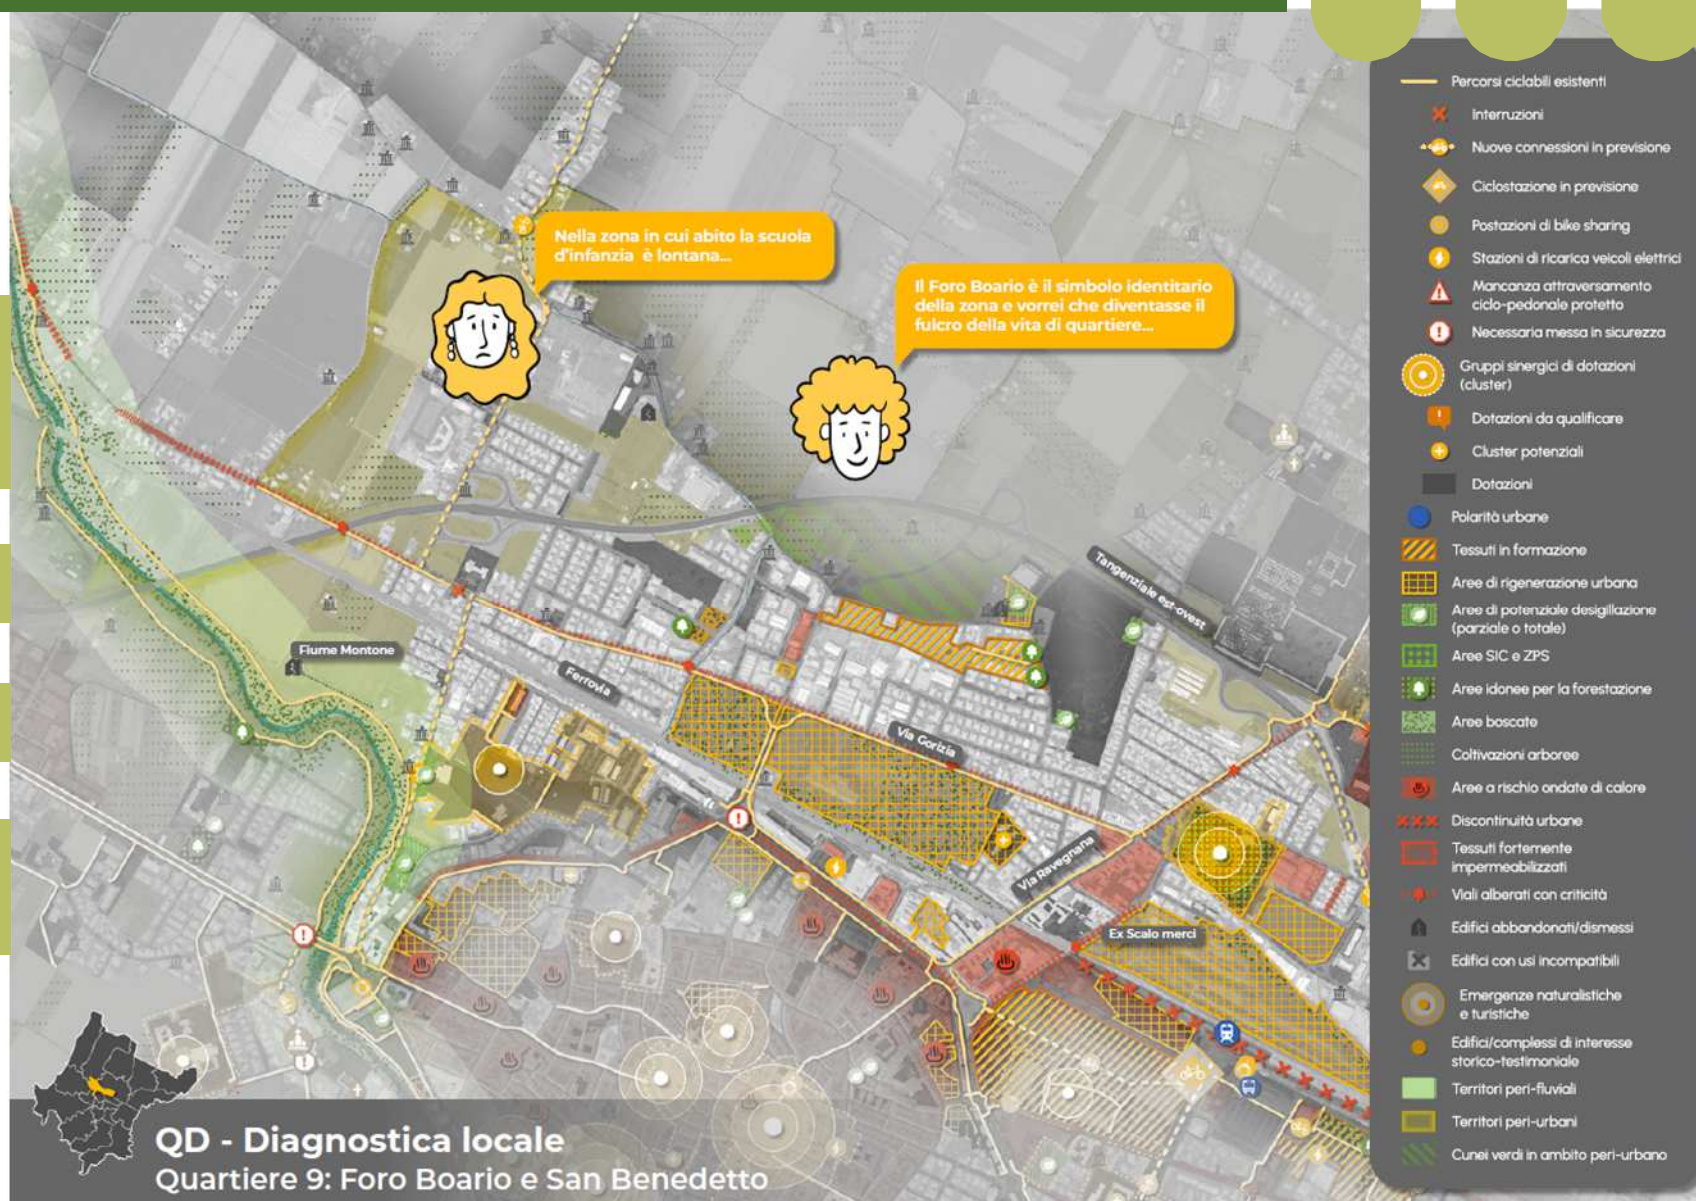 Nella zona in cui abito la scuola
d'infanzia è lontana...
Il Foro Boario è il simbolo identitario
della zona e vorrei che diventasse il
fulcro della vita di quartiere...
Tangenziale est-ovest
Fiume Montone
Ferrovia
Via Gorizia
Via Ravegnana
Ex Scalo merci
QD - Diagnostica locale
Quartiere 9: Foro Boario e San Benedetto
Percorsi ciclabili esistenti
Interruzioni
Nuove connessioni in previsione
Ciclostazione in previsione
Postazioni di bike sharing
Stazioni di ricarica veicoli elettrici
Mancanza attraversamento
ciclo-pedonale protetto
Necessaria messa in sicurezza
Gruppi sinergici di dotazioni
(cluster)
Dotazioni da qualificare
Cluster potenziali
Dotazioni
Polarità urbane
Tessuti in formazione
Aree di rigenerazione urbana
Aree di potenziale desigillazione
(parziale o totale)
Aree SIC e ZPS
Aree idonee per la forestazione
Aree boscate
Coltivazioni arboree
Aree a rischio ondate di calore
Discontinuità urbane
Tessuti fortemente
impermeabilizzati
Viali alberati con criticità
Edifici abbandonati/dismessi
Edifici con usi incompatibili
Emergenze naturalistiche
e turistiche
Edifici/complessi di interesse
storico-testimoniale
Territori peri-fluviali
Territori peri-urbani
Cunei verdi in ambito peri-urbano